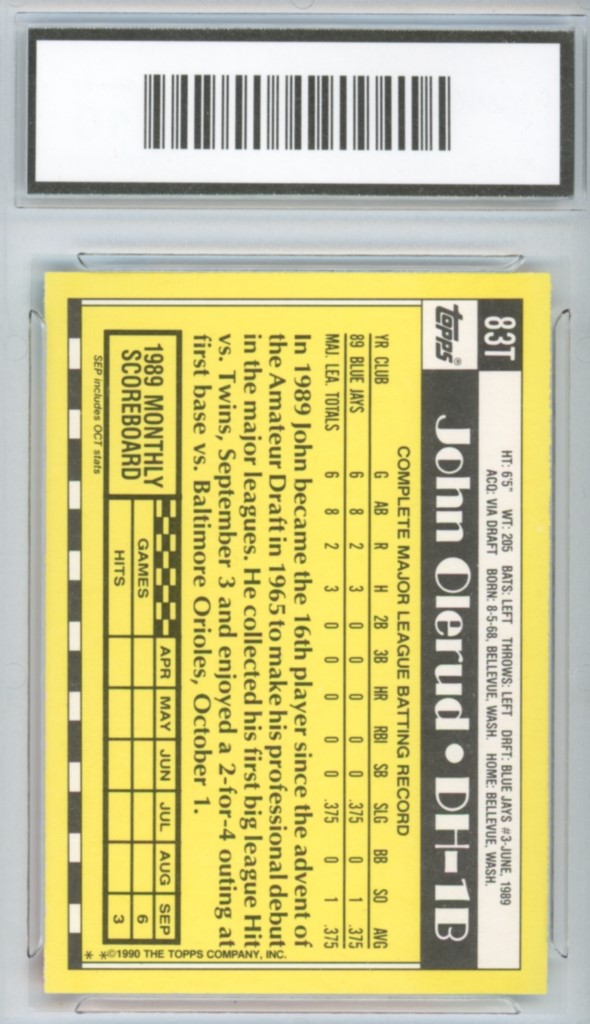 83T
topps®
HT: 6'5" WT: 205 BATS: LEFT THROWS: LEFT DRFT: BLUE JAYS #3-JUNE, 1989
ACQ: VIA DRAFT BORN: 8-5-68, BELLEVUE, WASH. HOME: BELLEVUE, WASH.
John Olerud • DH-1B
COMPLETE MAJOR LEAGUE BATTING RECORD
YR CLUB G AB R H 2B 3B HR RBI SB SLG BB SO AVG
89 BLUE JAYS 6 8 2 3 0 0 0 0 0 .375 0 1 .375
MAJ. LEA. TOTALS 6 8 2 3 0 0 0 0 0 .375 0 1 .375
In 1989 John became the 16th player since the advent of
the Amateur Draft in 1965 to make his professional debut
in the major leagues. He collected his first big league Hit
vs. Twins, September 3 and enjoyed a 2-for-4 outing at
first base vs. Baltimore Orioles, October 1.
1989 MONTHLY
SCOREBOARD
APR MAY JUN JUL AUG SEP
GAMES 6
HITS 3
SEP includes OCT stats
* *©1990 THE TOPPS COMPANY, INC.